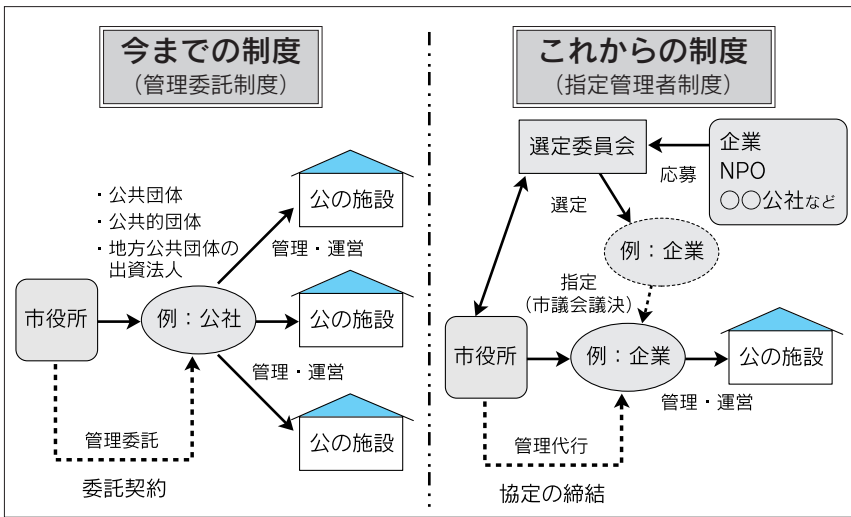 今までの制度
（管理委託制度）
・公共団体
・公共的団体
・地方公共団体の
出資法人
市役所
例：公社
公の施設
管理・運営
公の施設
管理・運営
公の施設
管理委託
委託契約
これからの制度
（指定管理者制度）
選定委員会
応募
企業
NPO
○○公社など
選定
例：企業
指定
（市議会議決）
市役所
例：企業
公の施設
管理・運営
管理代行
協定の締結